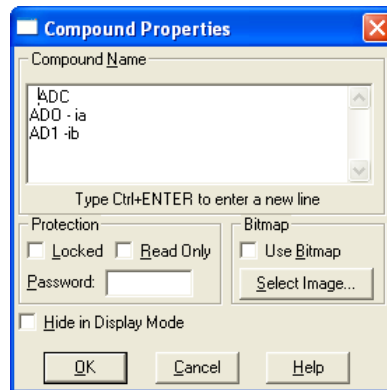 Compound Properties
Compound Name
ADC
AD0 - ia
AD1 -ib
Type Ctrl+ENTER to enter a new line
Protection
Bitmap
Locked
Read Only
Use Bitmap
Password:
Select Image...
Hide in Display Mode
OK
Cancel
Help